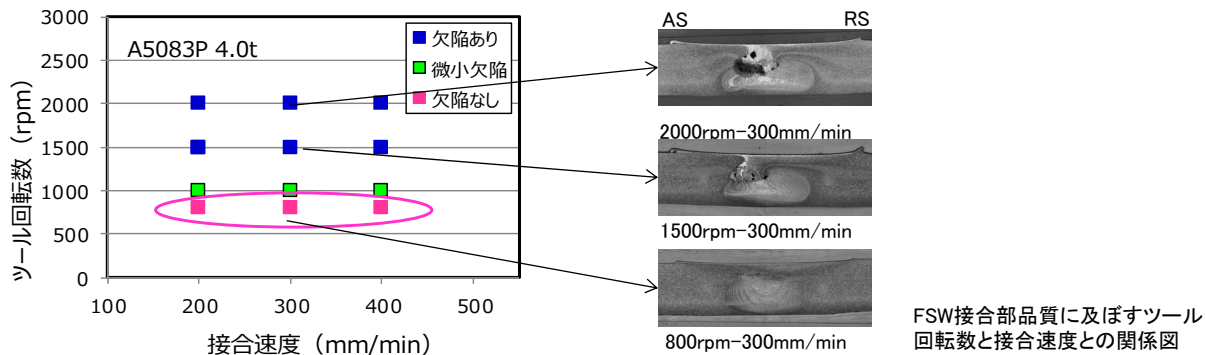 A5083P 4.0t
欠陥あり
微小欠陥
欠陥なし
3000
2500
2000
1500
1000
500
0
ツール回転数（rpm）
100
200
300
400
500
接合速度（mm/min）
AS
RS
2000rpm-300mm/min
1500rpm-300mm/min
800rpm-300mm/min
FSW接合部品質に及ぼすツール
回転数と接合速度との関係図